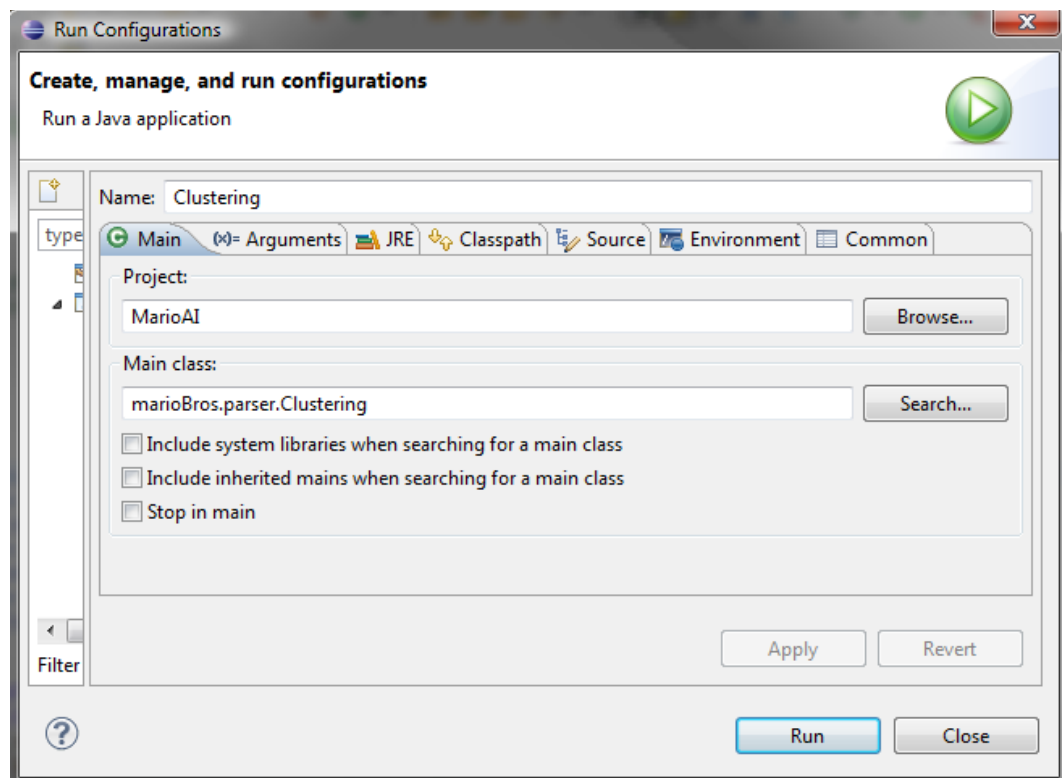 Run Configurations
X
Create, manage, and run configurations
Run a Java application
Name: Clustering
type
Main (x)= Arguments JRE Classpath Source Environment Common
Project:
MarioAI Browse...
Main class:
marioBros.parser.Clustering Search...
Include system libraries when searching for a main class
Include inherited mains when searching for a main class
Stop in main
Apply Revert
Filter
? Run Close